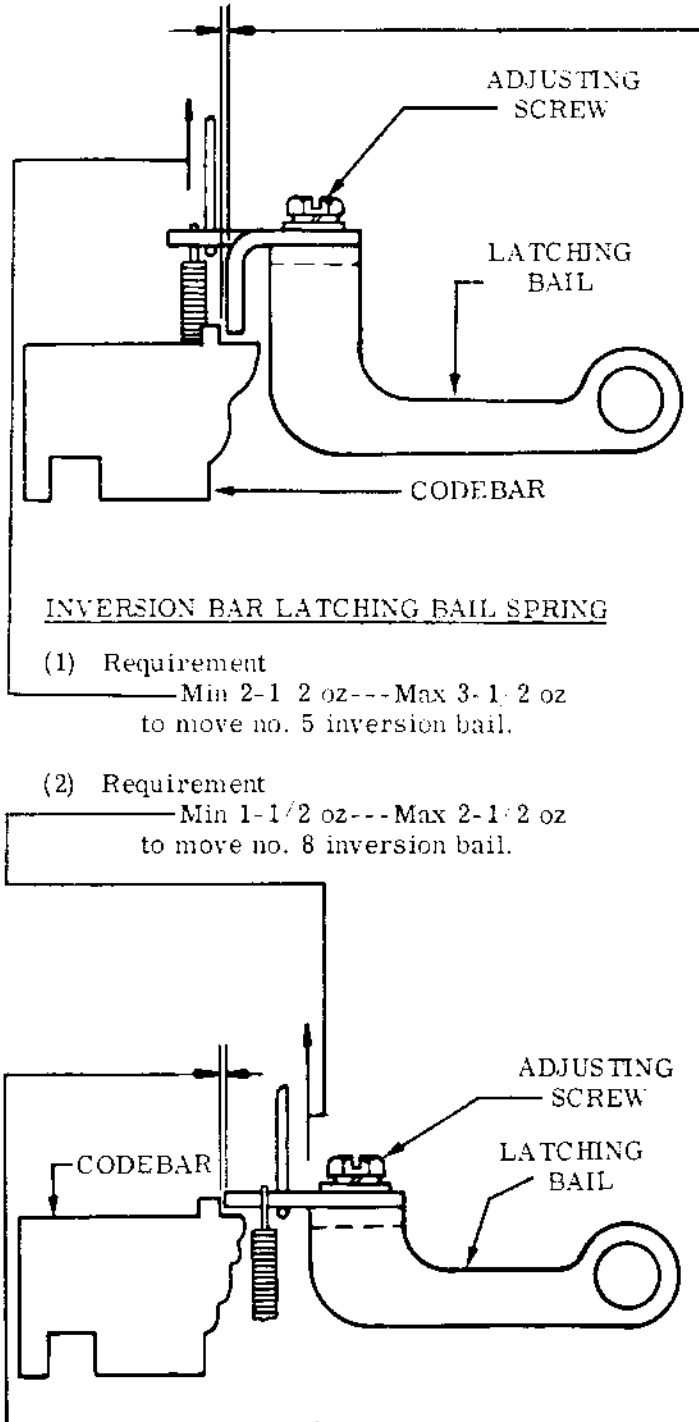 ADJUSTING
SCREW
LATCHING
BAIL
CODEBAR
INVERSION BAR LATCHING BAIL SPRING
(1) Requirement
Min 2-1 2 oz---Max 3-1/2 oz
to move no. 5 inversion bail.
(2) Requirement
Min 1-1/2 oz---Max 2-1/2 oz
to move no. 8 inversion bail.
ADJUSTING
SCREW
CODEBAR
LATCHING
BAIL